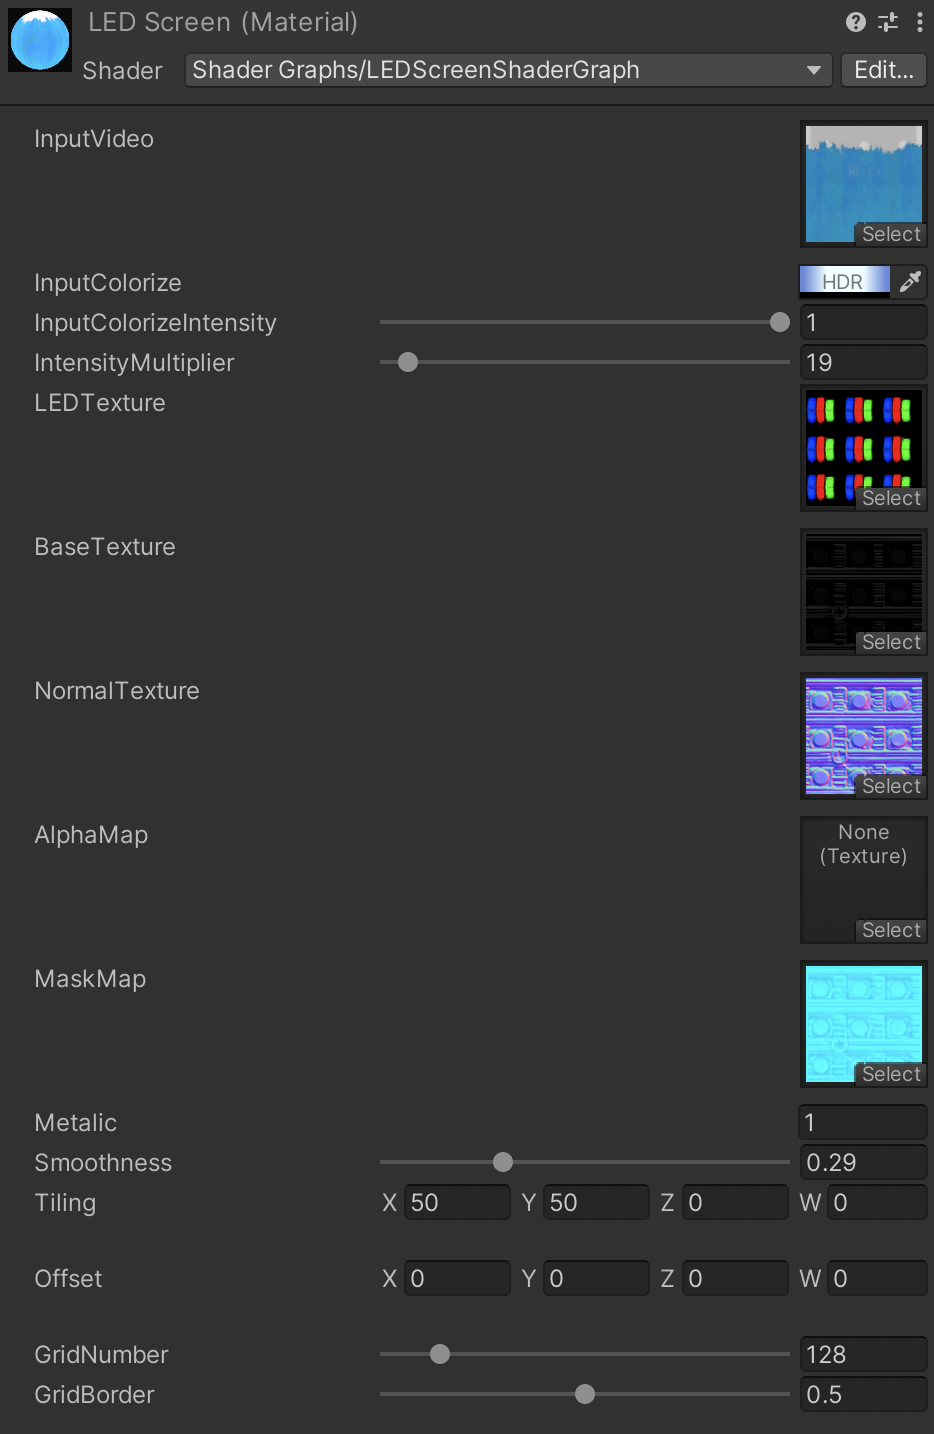 LED Screen (Material)
Shader Shader Graphs/LEDScreenShaderGraph Edit...
InputVideo
Select
InputColorize HDR
InputColorizeIntensity 1
IntensityMultiplier 19
LEDTexture
Select
BaseTexture
Select
NormalTexture
Select
AlphaMap None
(Texture)
Select
MaskMap
Select
Metalic 1
Smoothness 0.29
Tiling X 50 Y 50 Z 0 W 0
Offset X 0 Y 0 Z 0 W 0
GridNumber 128
GridBorder 0.5